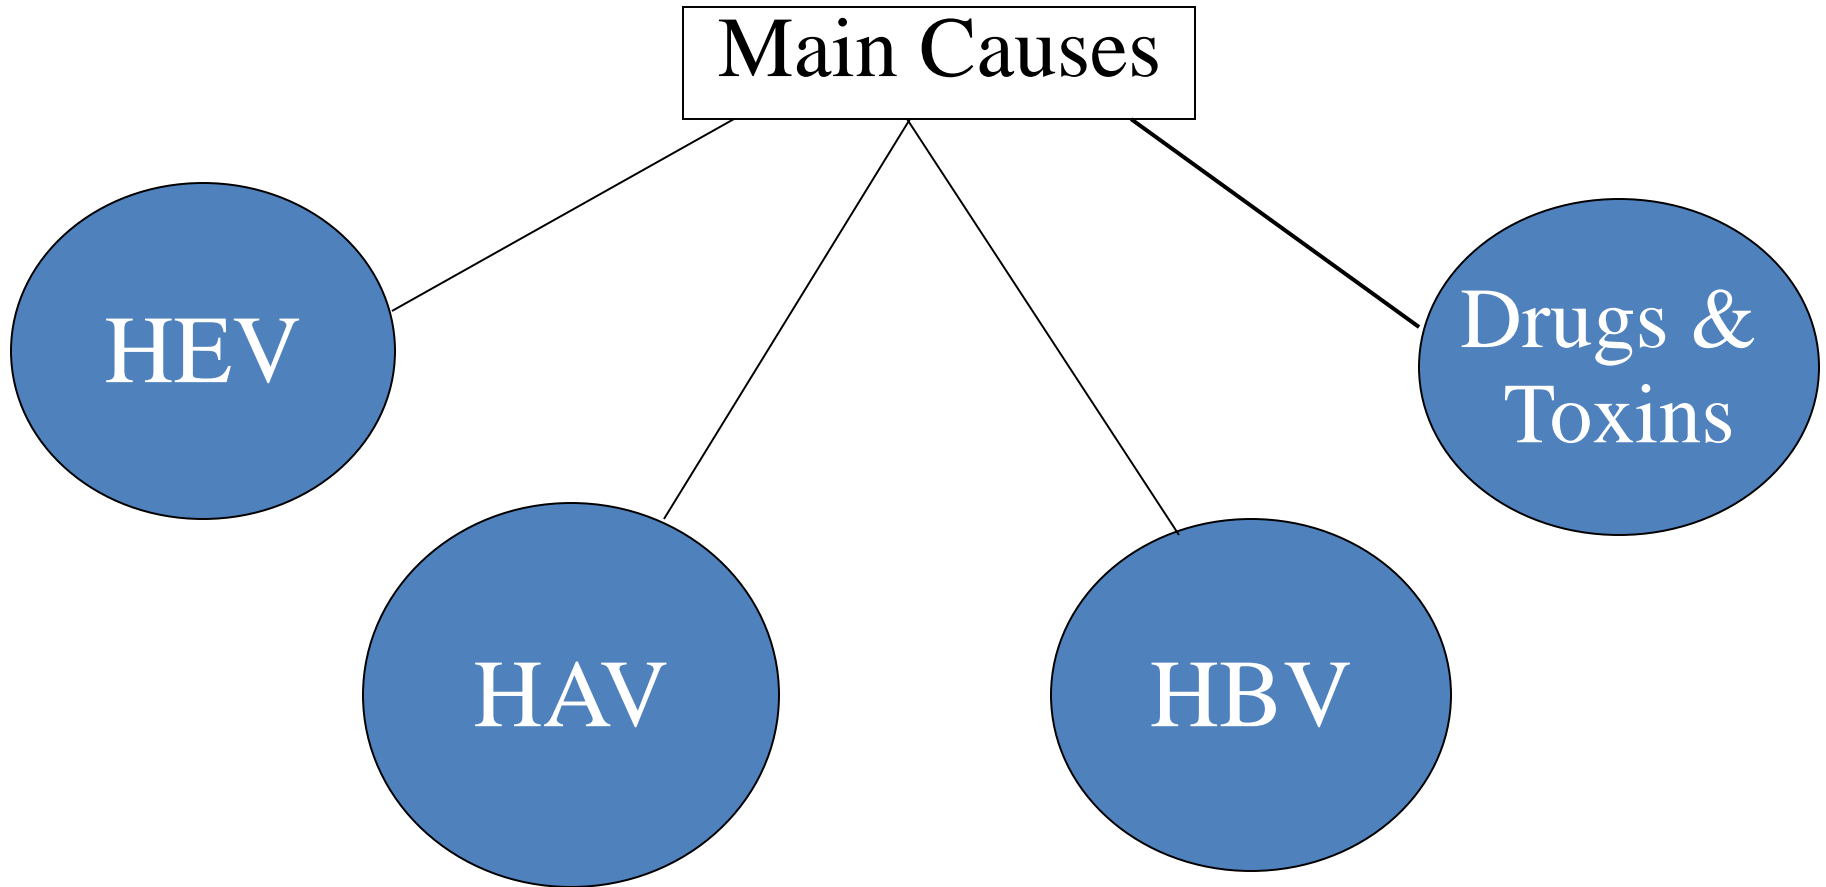 Main Causes
HEV
Drugs &
Toxins
HAV
HBV